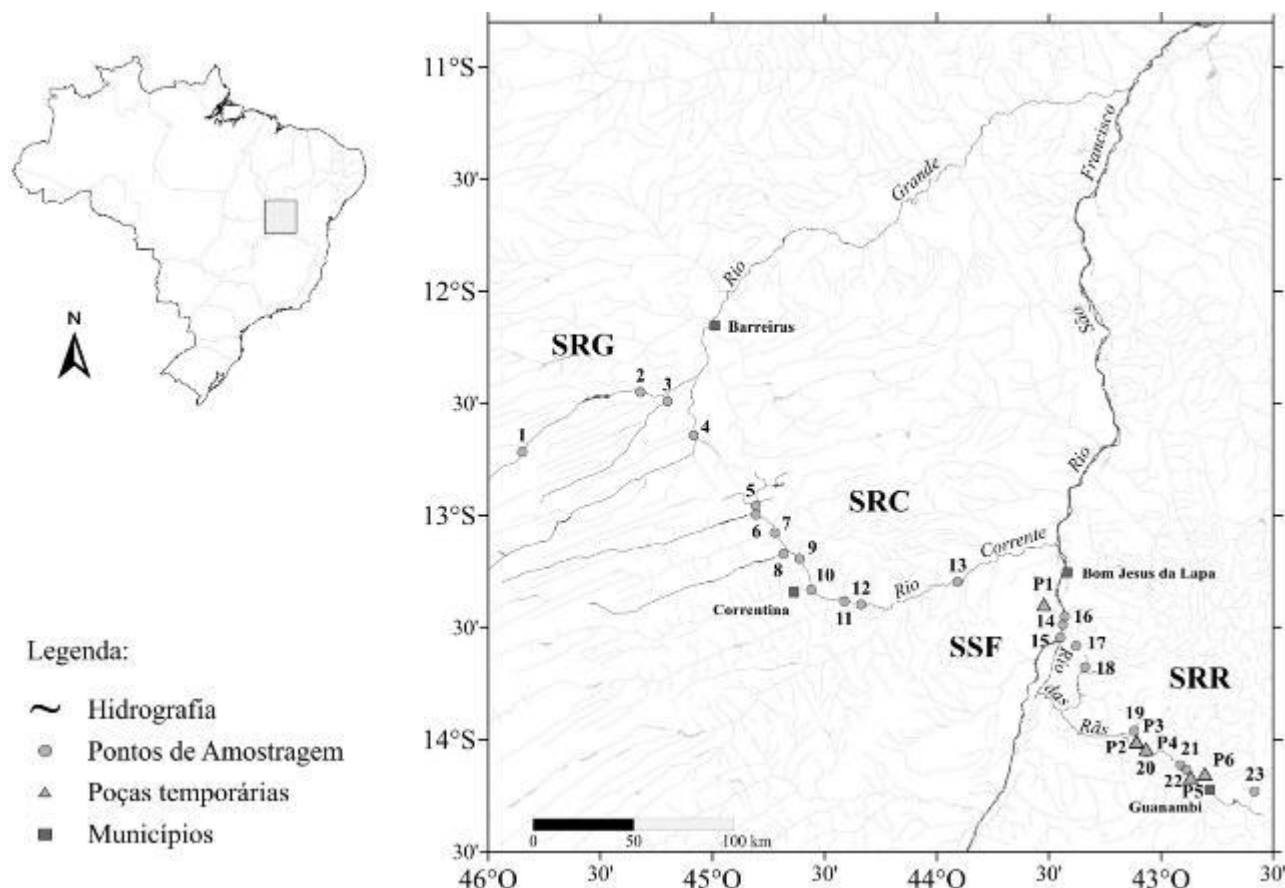 N
Legenda:
Hidrografia
Pontos de Amostragem
Poças temporárias
Municípios
11°S
30'
12°S
30'
13°S
30'
14°S
30'
46°O
30'
45°O
30'
44°O
30'
43°O
30'
Rio Grande
Rio São Francisco
Barreiras
SRG
1
2
3
4
5
6
7
8
9
10
11
12
13
SRC
Rio Corrente
Correntina
Bom Jesus da Lapa
P1
14
15
16
17
18
SSF
Rio das Rãs
SRR
19
P3
P2
P4
20
21
P6
22
P5
23
Guanambi
0
50
100 km